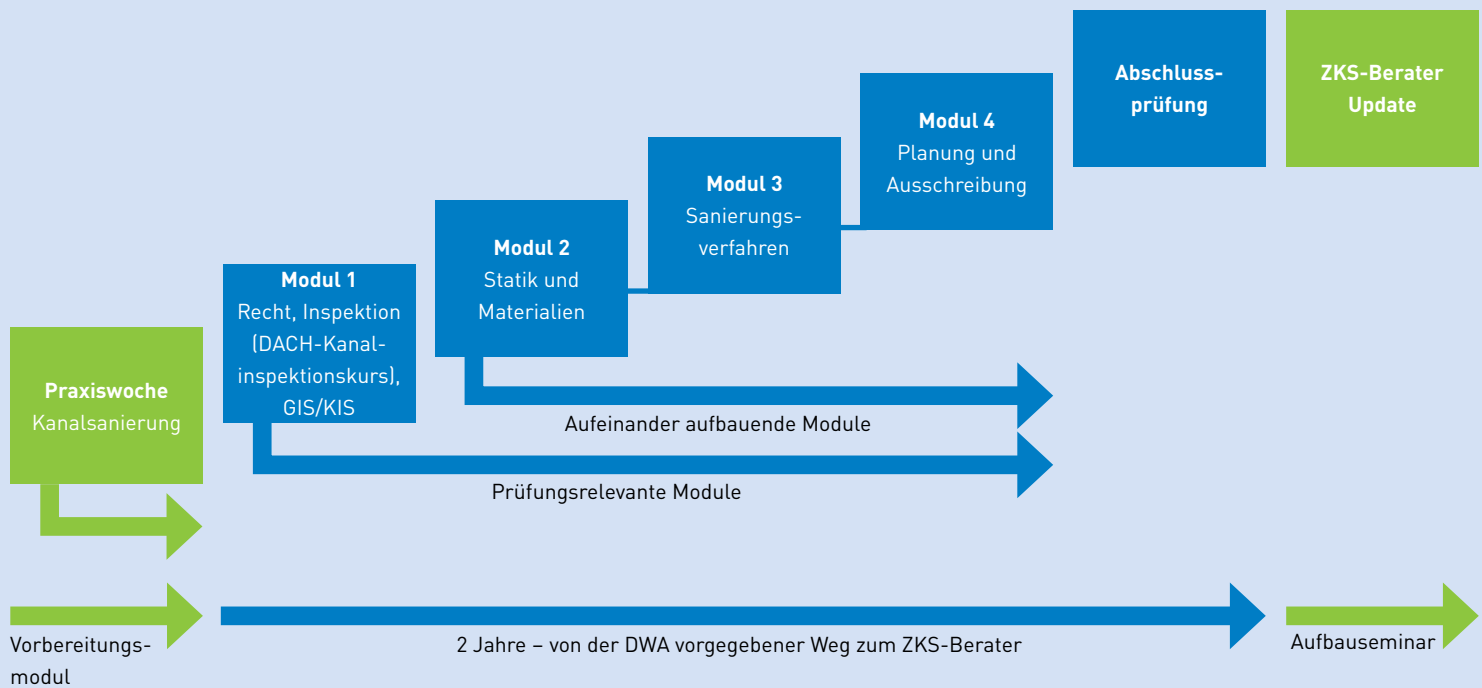 Praxiswoche
Kanalsanierung
Modul 1
Recht, Inspektion
(DACH-Kanal-
inspektionskurs),
GIS/KIS
Modul 2
Statik und
Materialien
Modul 3
Sanierungs-
verfahren
Modul 4
Planung und
Ausschreibung
Abschluss-
prüfung
ZKS-Berater
Update
Aufeinander aufbauende Module
Prüfungsrelevante Module
Vorbereitungs-
modul
2 Jahre – von der DWA vorgegebener Weg zum ZKS-Berater
Aufbauseminar